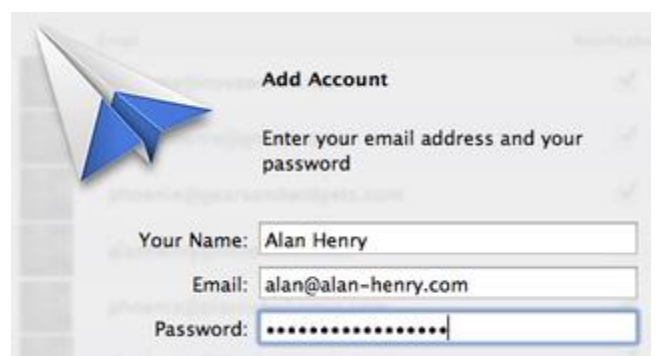 Add Account
Enter your email address and your
password
Your Name: Alan Henry
Email: alan@alan-henry.com
Password: •••••••••••••••••